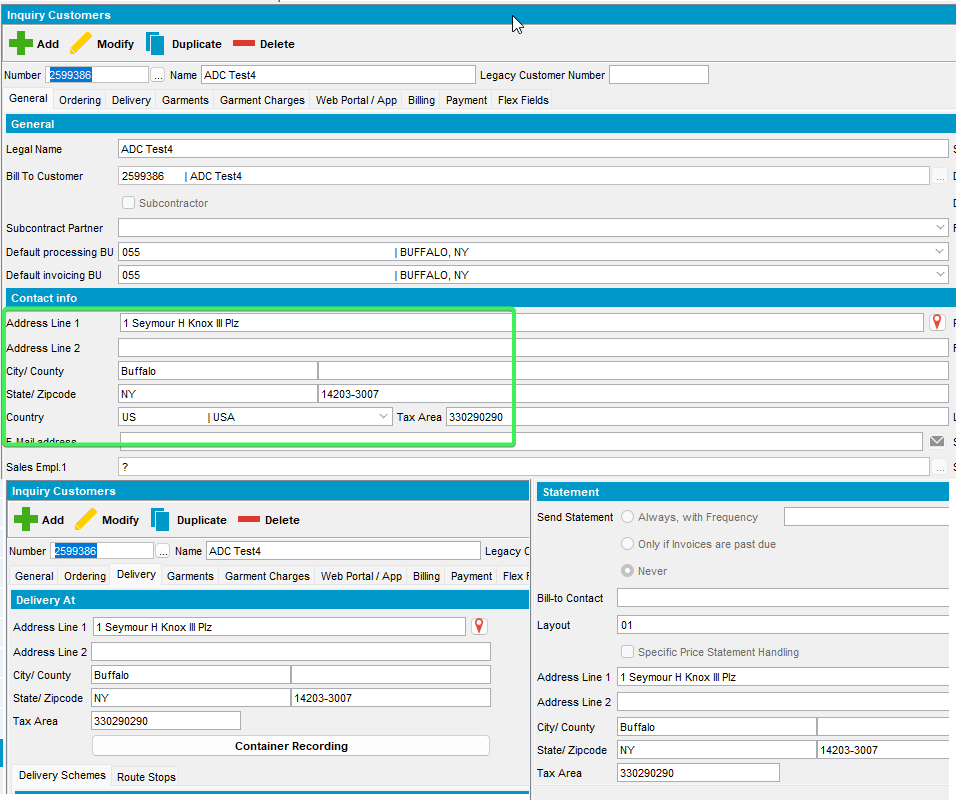 Inquiry Customers
Add Modify Duplicate Delete
Number 2599386 ... Name ADC Test4 Legacy Customer Number
General Ordering Delivery Garments Garment Charges Web Portal / App Billing Payment Flex Fields
General
Legal Name ADC Test4
Bill To Customer 2599386 | ADC Test4 ...
Subcontractor
Subcontract Partner
Default processing BU 055 | BUFFALO, NY
Default invoicing BU 055 | BUFFALO, NY
Contact info
Address Line 1 1 Seymour H Knox III Plz
Address Line 2
City/ County Buffalo
State/ Zipcode NY 14203-3007
Country US | USA Tax Area 330290290
E-Mail address
Sales Empl.1 ? ...
Inquiry Customers
Add Modify Duplicate Delete
Number 2599386 ... Name ADC Test4 Legacy C
General Ordering Delivery Garments Garment Charges Web Portal / App Billing Payment Flex F
Delivery At
Address Line 1 1 Seymour H Knox III Plz
Address Line 2
City/ County Buffalo
State/ Zipcode NY 14203-3007
Tax Area 330290290
Container Recording
Delivery Schemes Route Stops
Statement
Send Statement Always, with Frequency
Only if Invoices are past due
Never
Bill-to Contact
Layout 01
Specific Price Statement Handling
Address Line 1 1 Seymour H Knox III Plz
Address Line 2
City/ County Buffalo
State/ Zipcode NY 14203-3007
Tax Area 330290290